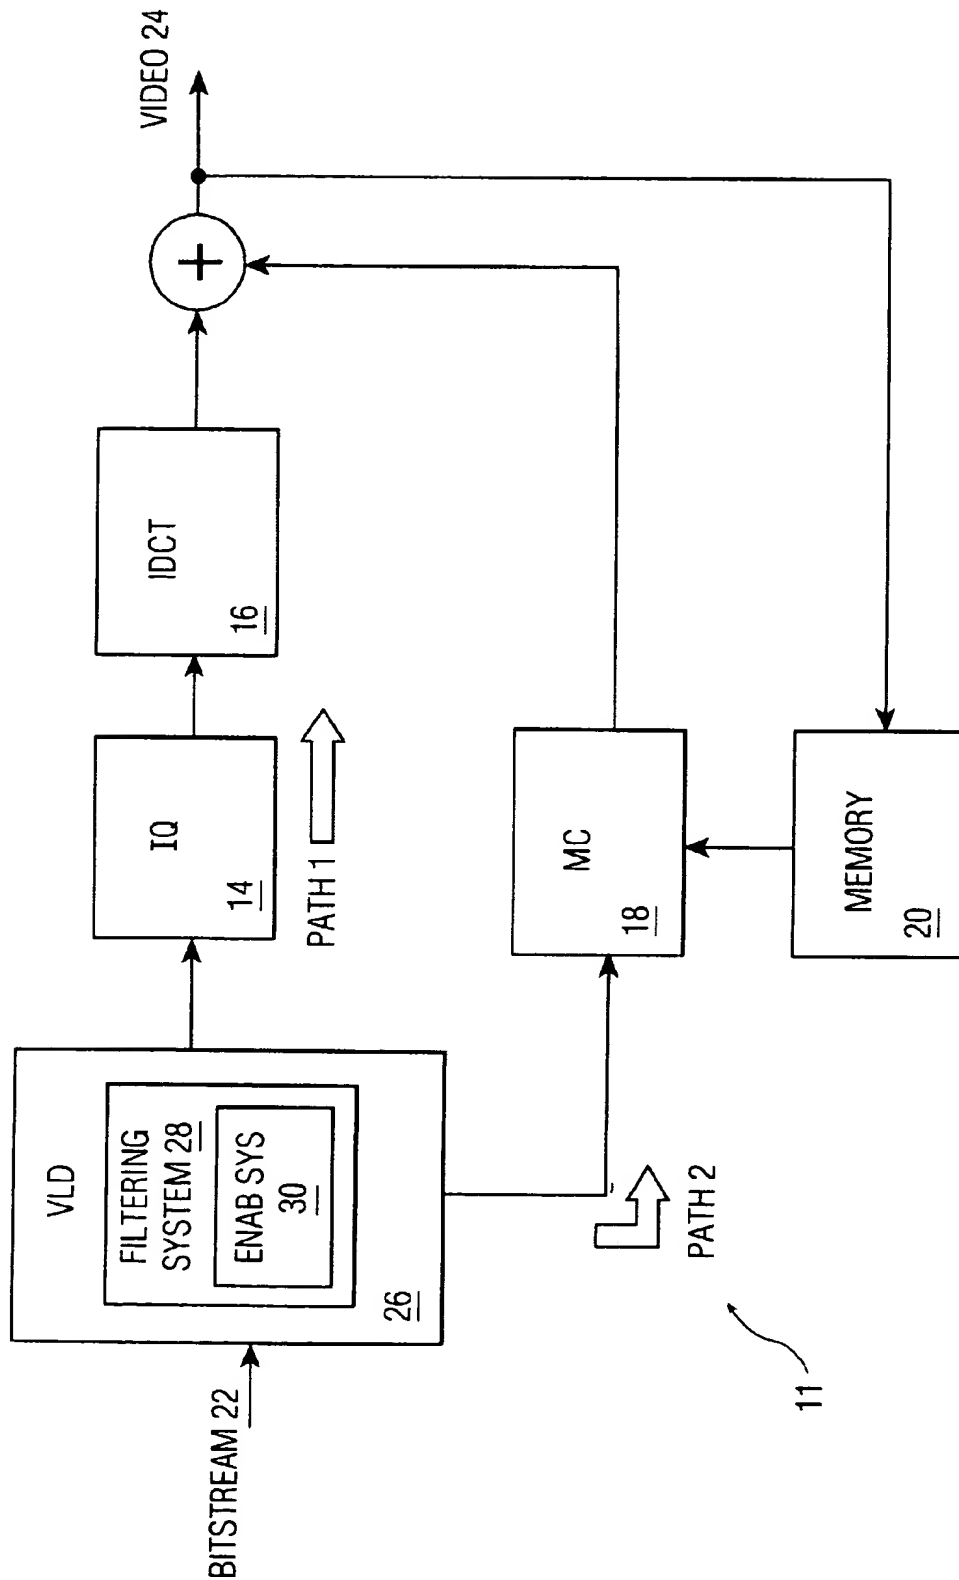 BITSTREAM 22
VLD
FILTERING
SYSTEM 28
ENAB SYS
30
26
IQ
14
PATH 1
IDCT
16
+
VIDEO 24
PATH 2
MC
18
MEMORY
20
11